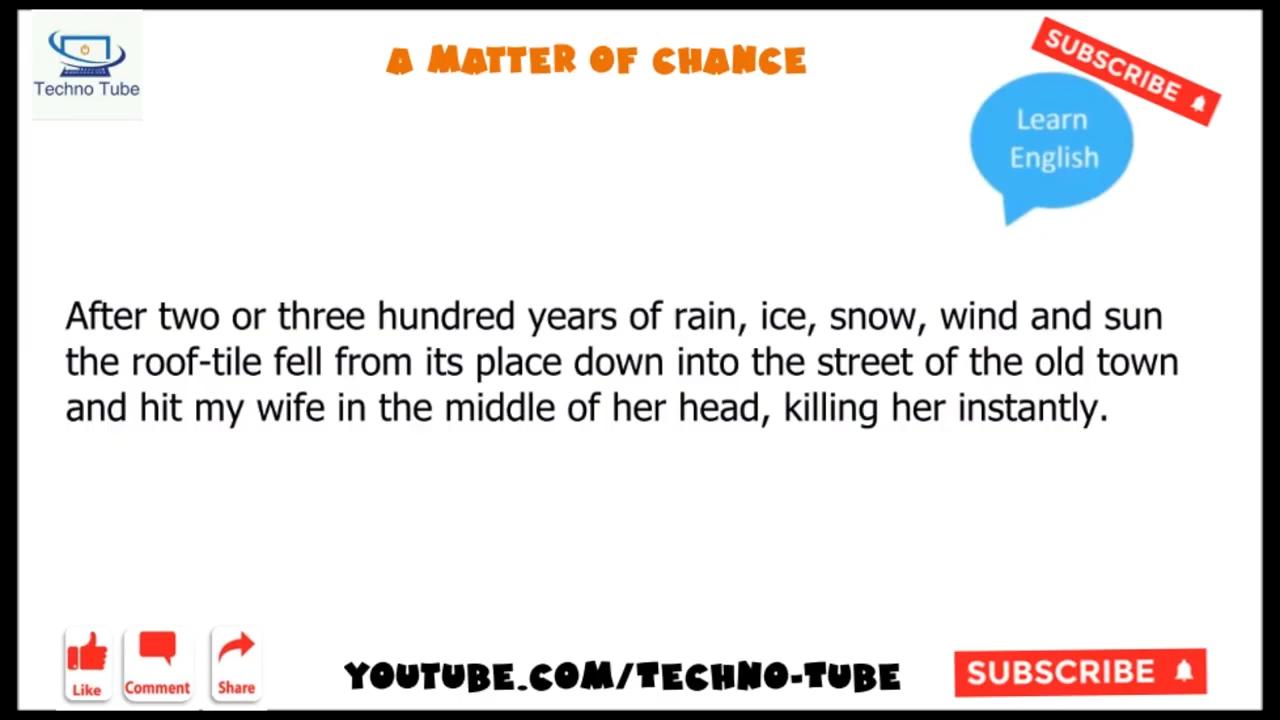 Techno Tube
A MATTER OF CHANCE
SUBSCRIBE
Learn
English
After two or three hundred years of rain, ice, snow, wind and sun
the roof-tile fell from its place down into the street of the old town
and hit my wife in the middle of her head, killing her instantly.
Like
Comment
Share
YOUTUBE.COM/TECHNO-TUBE
SUBSCRIBE